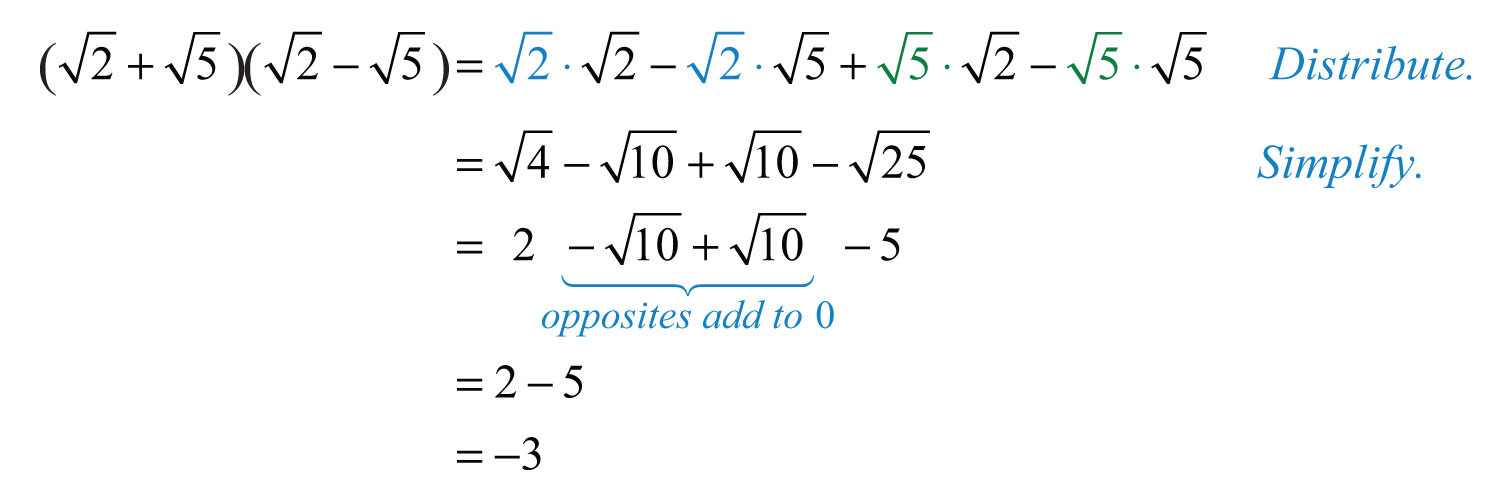 (√2 + √5)(√2 − √5) = √2 · √2 − √2 · √5 + √5 · √2 − √5 · √5 Distribute.
= √4 − √10 + √10 − √25 Simplify.
= 2 − √10 + √10 − 5
opposites add to 0
= 2 − 5
= −3